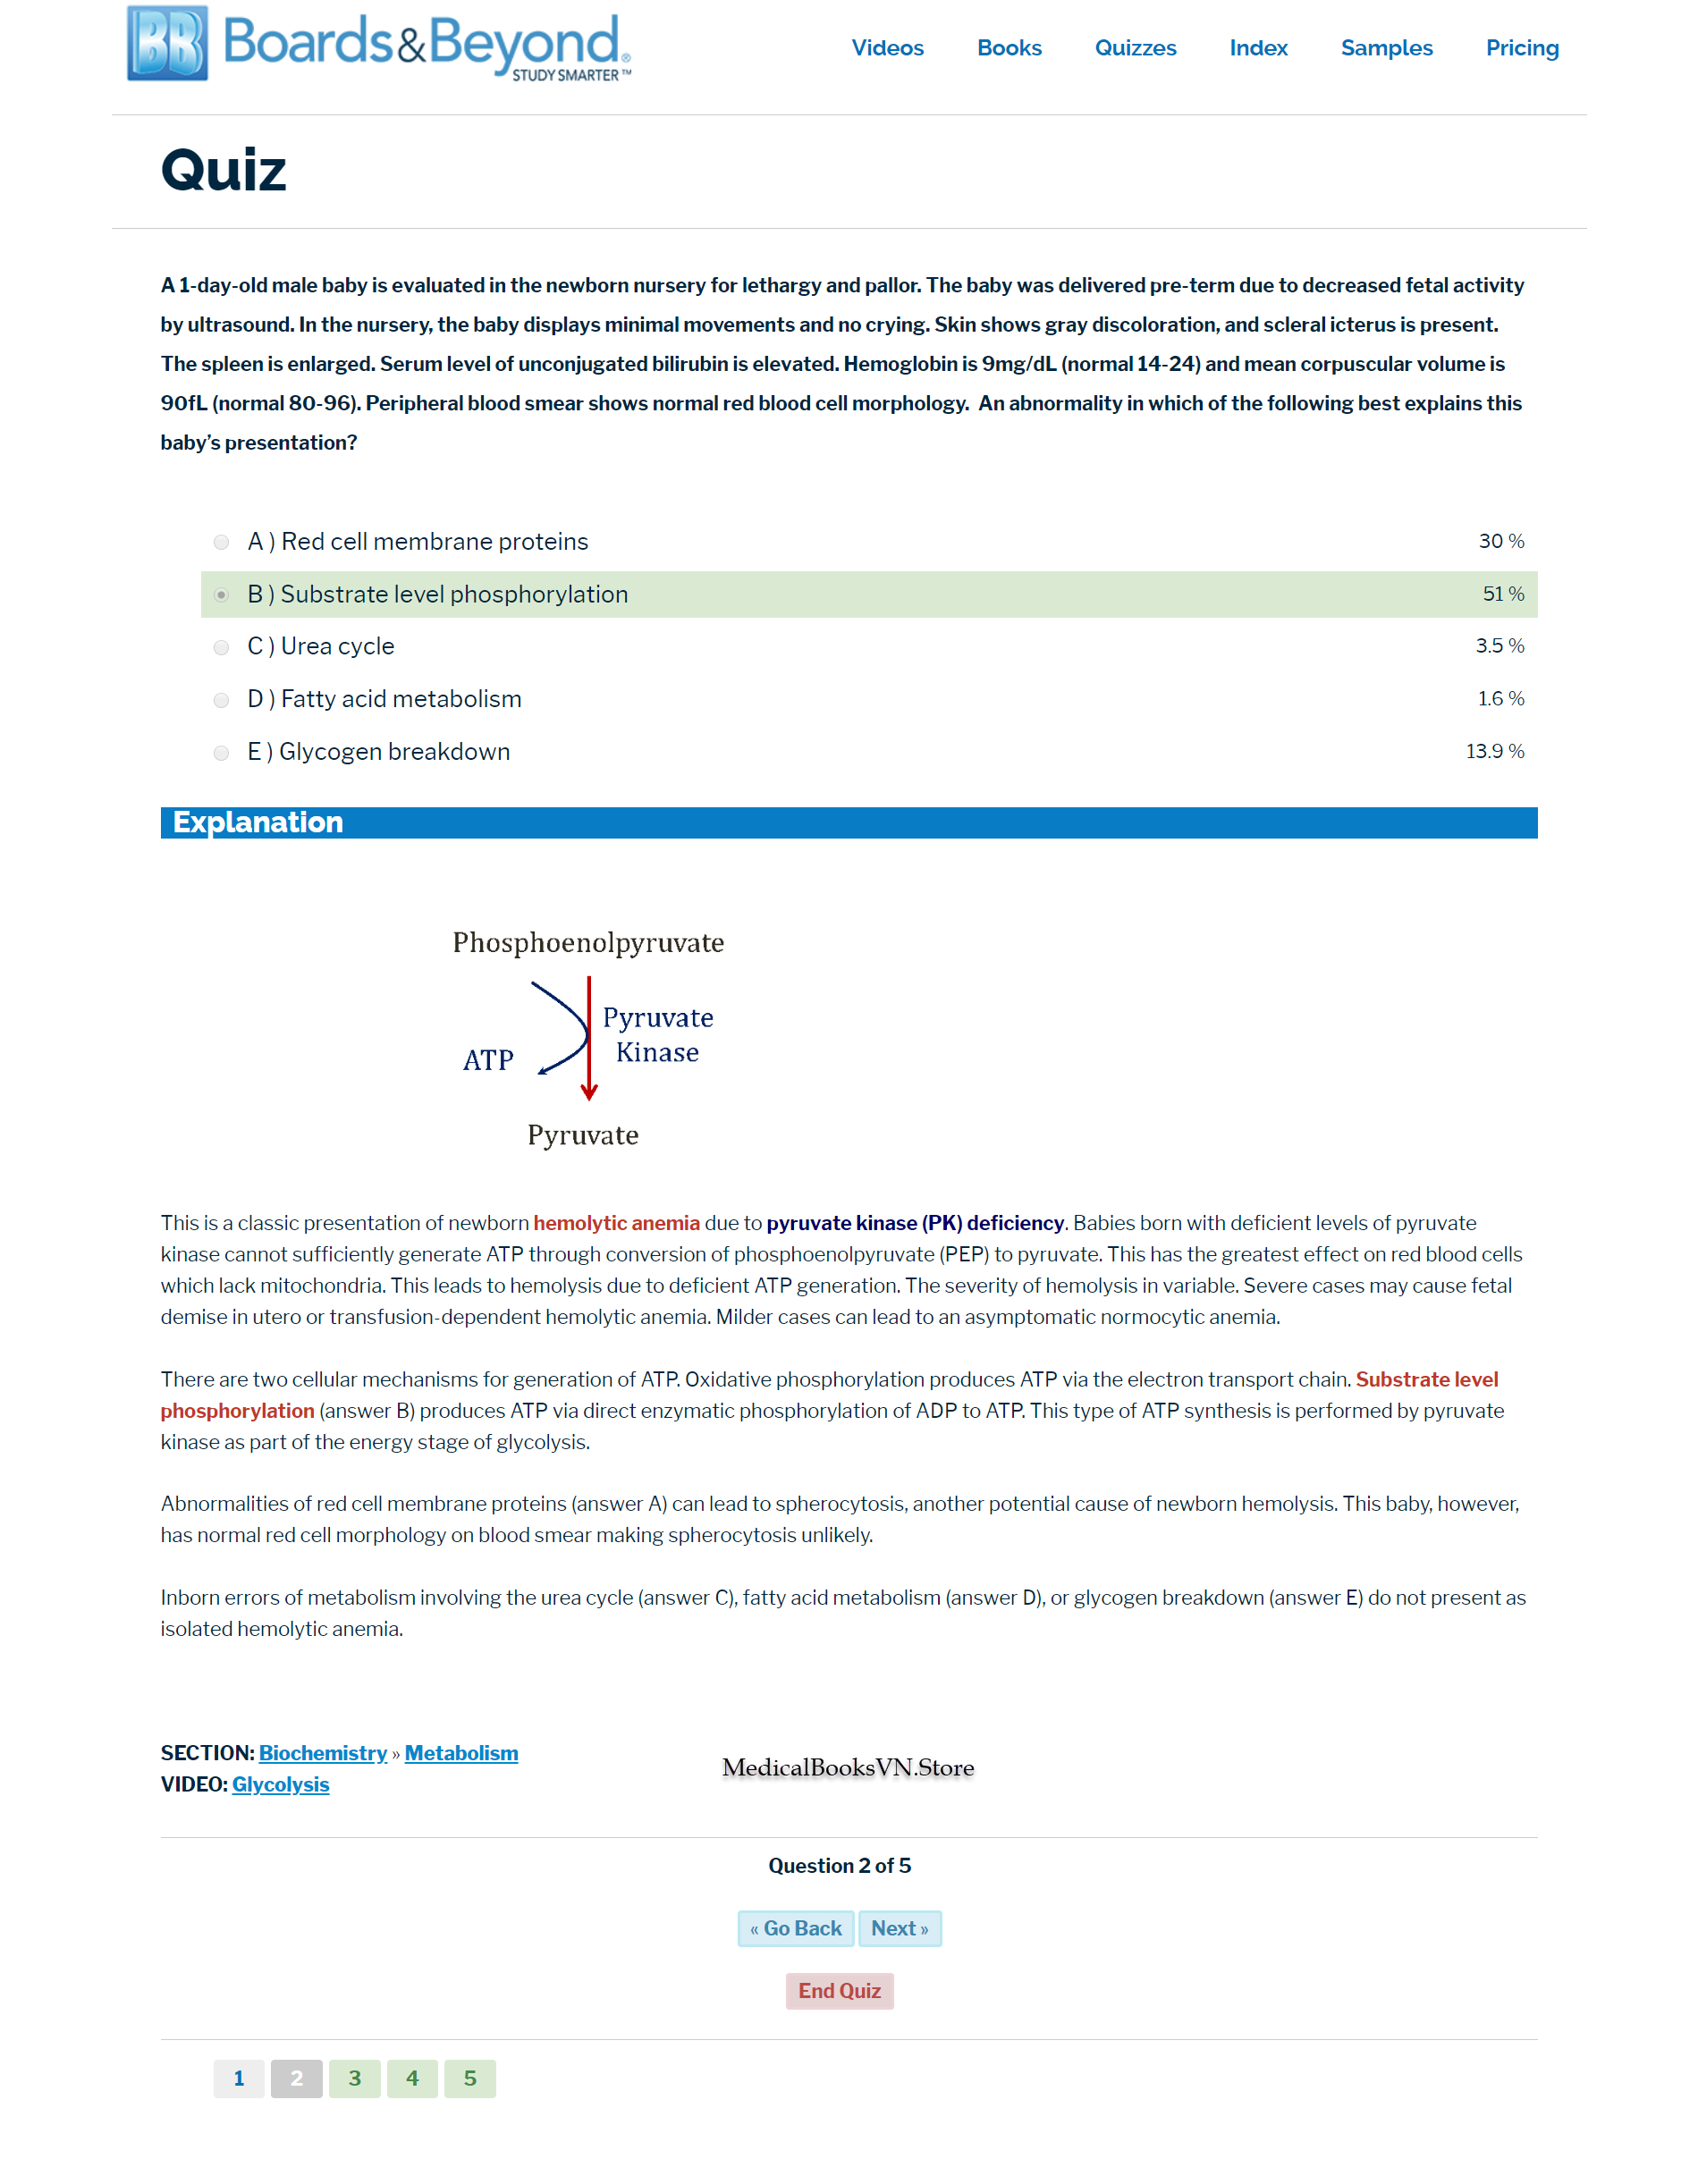 BB Boards&Beyond®
STUDY SMARTER™
Videos Books Quizzes Index Samples Pricing
Quiz
A 1-day-old male baby is evaluated in the newborn nursery for lethargy and pallor. The baby was delivered pre-term due to decreased fetal activity
by ultrasound. In the nursery, the baby displays minimal movements and no crying. Skin shows gray discoloration, and scleral icterus is present.
The spleen is enlarged. Serum level of unconjugated bilirubin is elevated. Hemoglobin is 9mg/dL (normal 14-24) and mean corpuscular volume is
90fL (normal 80-96). Peripheral blood smear shows normal red blood cell morphology. An abnormality in which of the following best explains this
baby's presentation?
A ) Red cell membrane proteins 30 %
B ) Substrate level phosphorylation 51 %
C ) Urea cycle 3.5 %
D ) Fatty acid metabolism 1.6 %
E ) Glycogen breakdown 13.9 %
Explanation
Phosphoenolpyruvate
Pyruvate
Kinase
ATP
Pyruvate
This is a classic presentation of newborn hemolytic anemia due to pyruvate kinase (PK) deficiency. Babies born with deficient levels of pyruvate
kinase cannot sufficiently generate ATP through conversion of phosphoenolpyruvate (PEP) to pyruvate. This has the greatest effect on red blood cells
which lack mitochondria. This leads to hemolysis due to deficient ATP generation. The severity of hemolysis in variable. Severe cases may cause fetal
demise in utero or transfusion-dependent hemolytic anemia. Milder cases can lead to an asymptomatic normocytic anemia.
There are two cellular mechanisms for generation of ATP. Oxidative phosphorylation produces ATP via the electron transport chain. Substrate level
phosphorylation (answer B) produces ATP via direct enzymatic phosphorylation of ADP to ATP. This type of ATP synthesis is performed by pyruvate
kinase as part of the energy stage of glycolysis.
Abnormalities of red cell membrane proteins (answer A) can lead to spherocytosis, another potential cause of newborn hemolysis. This baby, however,
has normal red cell morphology on blood smear making spherocytosis unlikely.
Inborn errors of metabolism involving the urea cycle (answer C), fatty acid metabolism (answer D), or glycogen breakdown (answer E) do not present as
isolated hemolytic anemia.
SECTION: Biochemistry » Metabolism
VIDEO: Glycolysis
MedicalBooksVN.Store
Question 2 of 5
« Go Back Next »
End Quiz
1 2 3 4 5